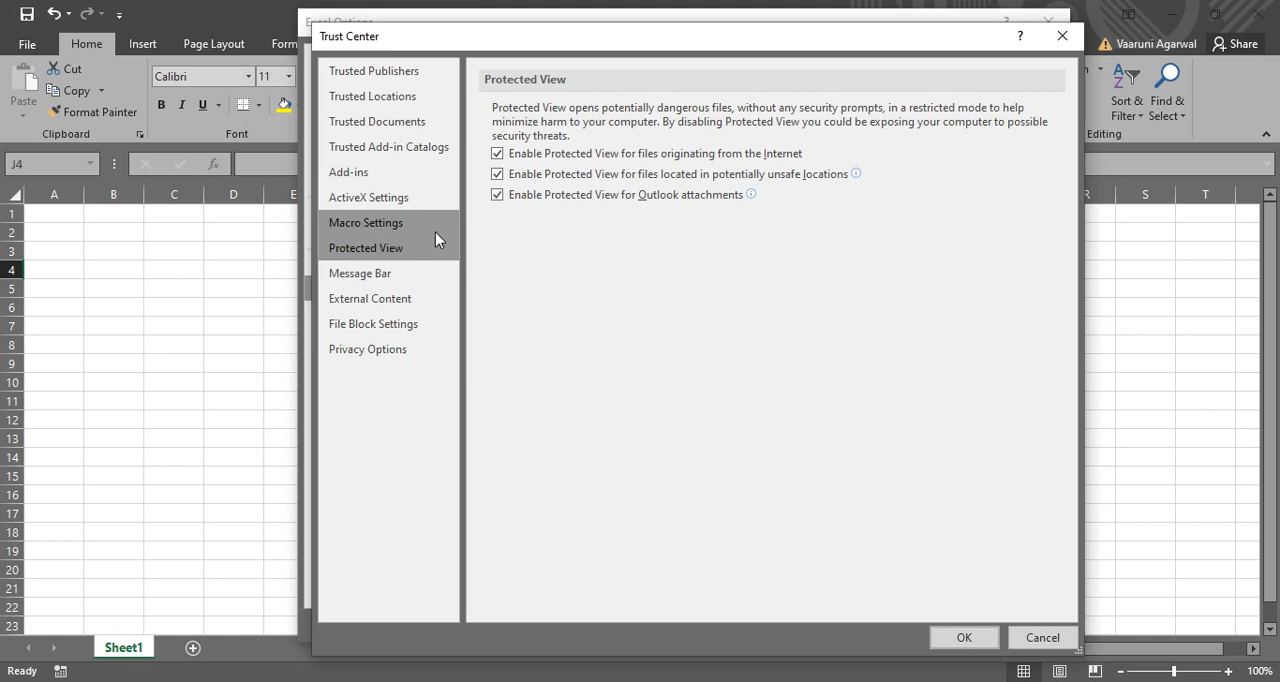 Excel Options ?
Trust Center ?
File Home Insert Page Layout Form Vaaruni Agarwal Share
Cut
Copy
Format Painter
Paste
Clipboard
Calibri 11
B I U
Font
Sort & Filter
Find & Select
Editing
J4 fx
A B C D E R S T
1
2
3
4
5
6
7
8
9
10
11
12
13
14
15
16
17
18
19
20
21
22
23
Trusted Publishers
Trusted Locations
Trusted Documents
Trusted Add-in Catalogs
Add-ins
ActiveX Settings
Macro Settings
Protected View
Message Bar
External Content
File Block Settings
Privacy Options
Protected View
Protected View opens potentially dangerous files, without any security prompts, in a restricted mode to help
minimize harm to your computer. By disabling Protected View you could be exposing your computer to possible
security threats.
Enable Protected View for files originating from the Internet
Enable Protected View for files located in potentially unsafe locations
Enable Protected View for Outlook attachments
OK Cancel
Sheet1
Ready 100%